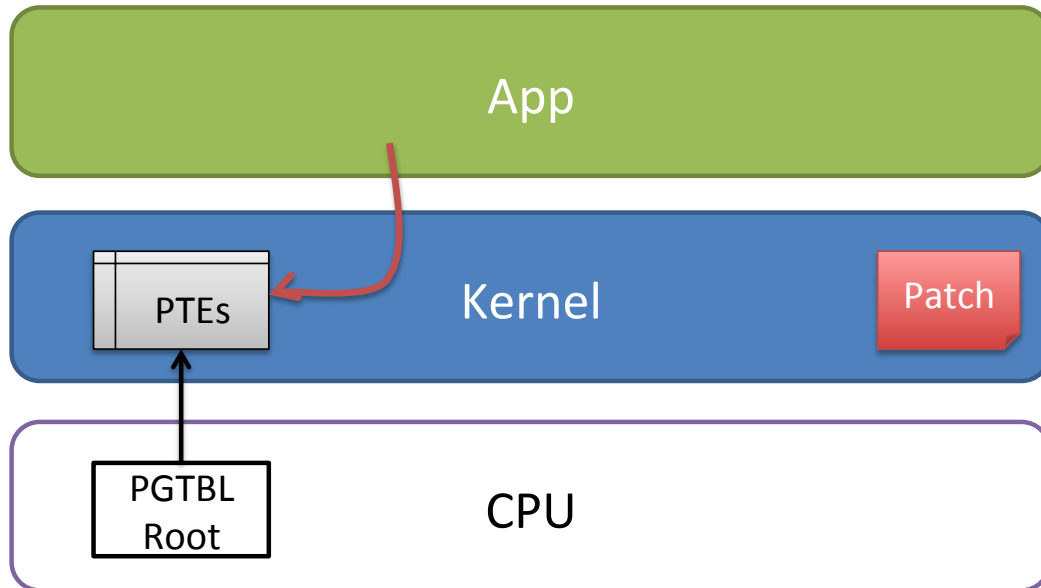 App
PTEs
Kernel
Patch
PGTBL
Root
CPU